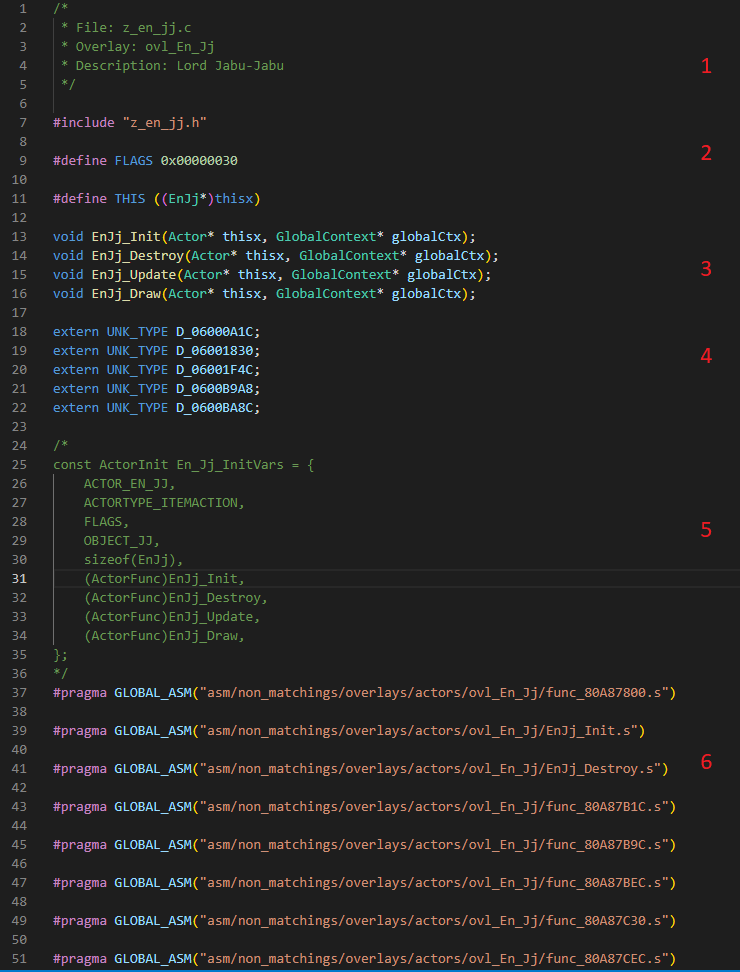 1 /*
2  * File: z_en_jj.c
3  * Overlay: ovl_En_Jj
4  * Description: Lord Jabu-Jabu 1
5  */
6
7 #include "z_en_jj.h"
8
9 #define FLAGS 0x00000030 2
10
11 #define THIS ((EnJj*)thisx)
12
13 void EnJj_Init(Actor* thisx, GlobalContext* globalCtx);
14 void EnJj_Destroy(Actor* thisx, GlobalContext* globalCtx);
15 void EnJj_Update(Actor* thisx, GlobalContext* globalCtx); 3
16 void EnJj_Draw(Actor* thisx, GlobalContext* globalCtx);
17
18 extern UNK_TYPE D_06000A1C;
19 extern UNK_TYPE D_06001830;
20 extern UNK_TYPE D_06001F4C; 4
21 extern UNK_TYPE D_0600B9A8;
22 extern UNK_TYPE D_0600BA8C;
23
24 /*
25 const ActorInit En_Jj_InitVars = {
26     ACTOR_EN_JJ,
27     ACTORTYPE_ITEMACTION,
28     FLAGS, 5
29     OBJECT_JJ,
30     sizeof(EnJj),
31     (ActorFunc)EnJj_Init,
32     (ActorFunc)EnJj_Destroy,
33     (ActorFunc)EnJj_Update,
34     (ActorFunc)EnJj_Draw,
35 };
36 */
37 #pragma GLOBAL_ASM("asm/non_matchings/overlays/actors/ovl_En_Jj/func_80A87800.s")
38
39 #pragma GLOBAL_ASM("asm/non_matchings/overlays/actors/ovl_En_Jj/EnJj_Init.s")
40
41 #pragma GLOBAL_ASM("asm/non_matchings/overlays/actors/ovl_En_Jj/EnJj_Destroy.s") 6
42
43 #pragma GLOBAL_ASM("asm/non_matchings/overlays/actors/ovl_En_Jj/func_80A87B1C.s")
44
45 #pragma GLOBAL_ASM("asm/non_matchings/overlays/actors/ovl_En_Jj/func_80A87B9C.s")
46
47 #pragma GLOBAL_ASM("asm/non_matchings/overlays/actors/ovl_En_Jj/func_80A87BEC.s")
48
49 #pragma GLOBAL_ASM("asm/non_matchings/overlays/actors/ovl_En_Jj/func_80A87C30.s")
50
51 #pragma GLOBAL_ASM("asm/non_matchings/overlays/actors/ovl_En_Jj/func_80A87CEC.s")